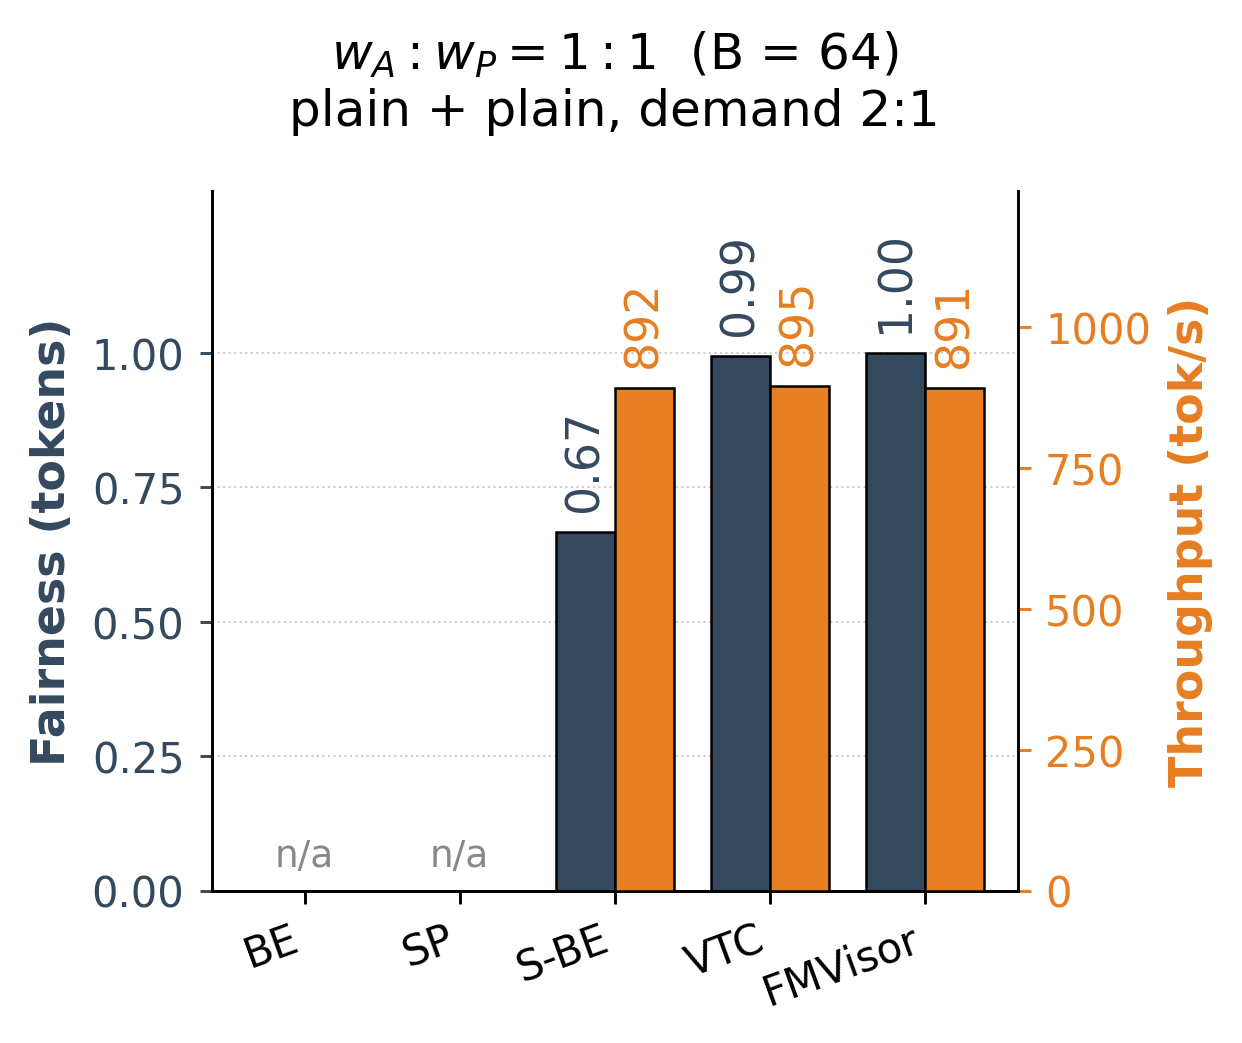 w_A : w_P = 1 : 1 (B = 64)
plain + plain, demand 2:1
Fairness (tokens)
1.00
0.75
0.50
0.25
0.00
n/a
n/a
0.67
892
0.99
895
1.00
891
1000
750
500
250
0
Throughput (tok/s)
BE
SP
S-BE
VTC
FMVisor